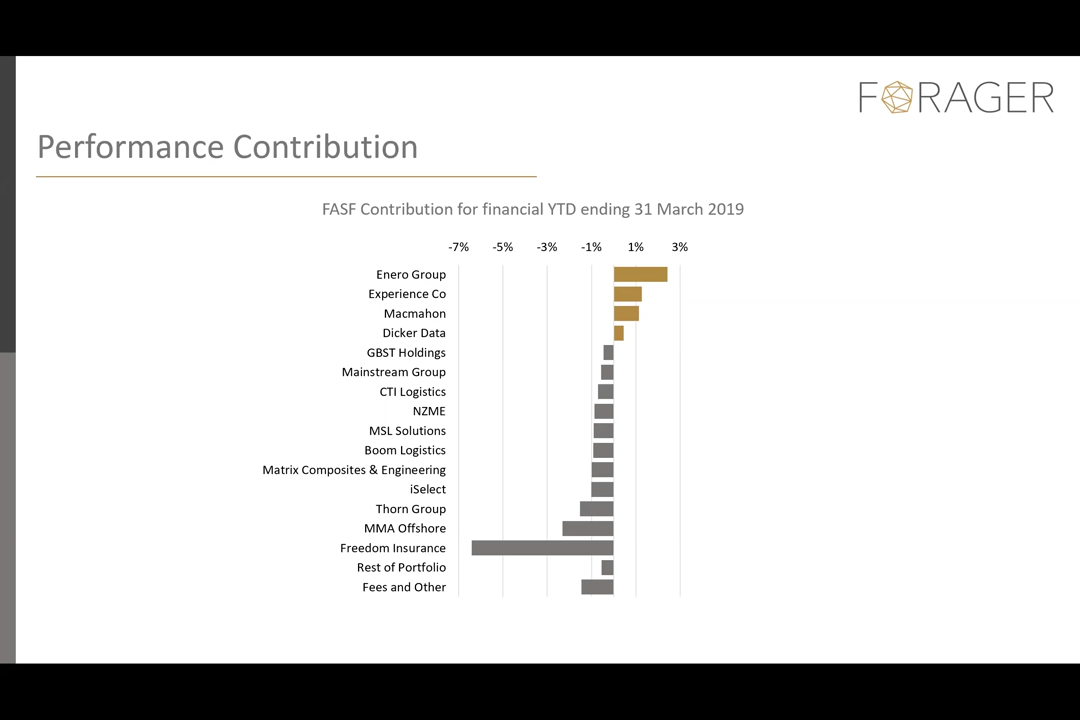 FORAGER
Performance Contribution
FASF Contribution for financial YTD ending 31 March 2019
-7% -5% -3% -1% 1% 3%
Enero Group
Experience Co
Macmahon
Dicker Data
GBST Holdings
Mainstream Group
CTI Logistics
NZME
MSL Solutions
Boom Logistics
Matrix Composites & Engineering
iSelect
Thorn Group
MMA Offshore
Freedom Insurance
Rest of Portfolio
Fees and Other